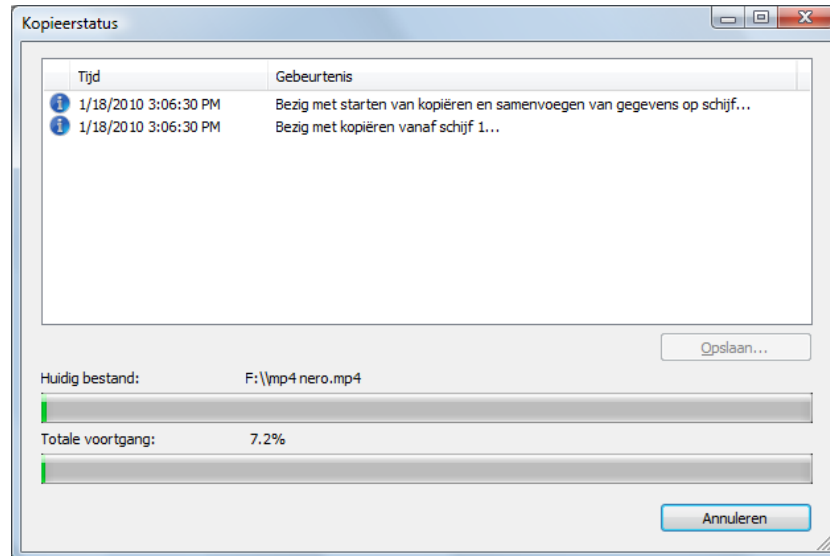 Kopieerstatus
Tijd Gebeurtenis
1/18/2010 3:06:30 PM Bezig met starten van kopiëren en samenvoegen van gegevens op schijf...
1/18/2010 3:06:30 PM Bezig met kopiëren vanaf schijf 1...
Opslaan...
Huidig bestand: F:\\mp4 nero.mp4
Totale voortgang: 7.2%
Annuleren